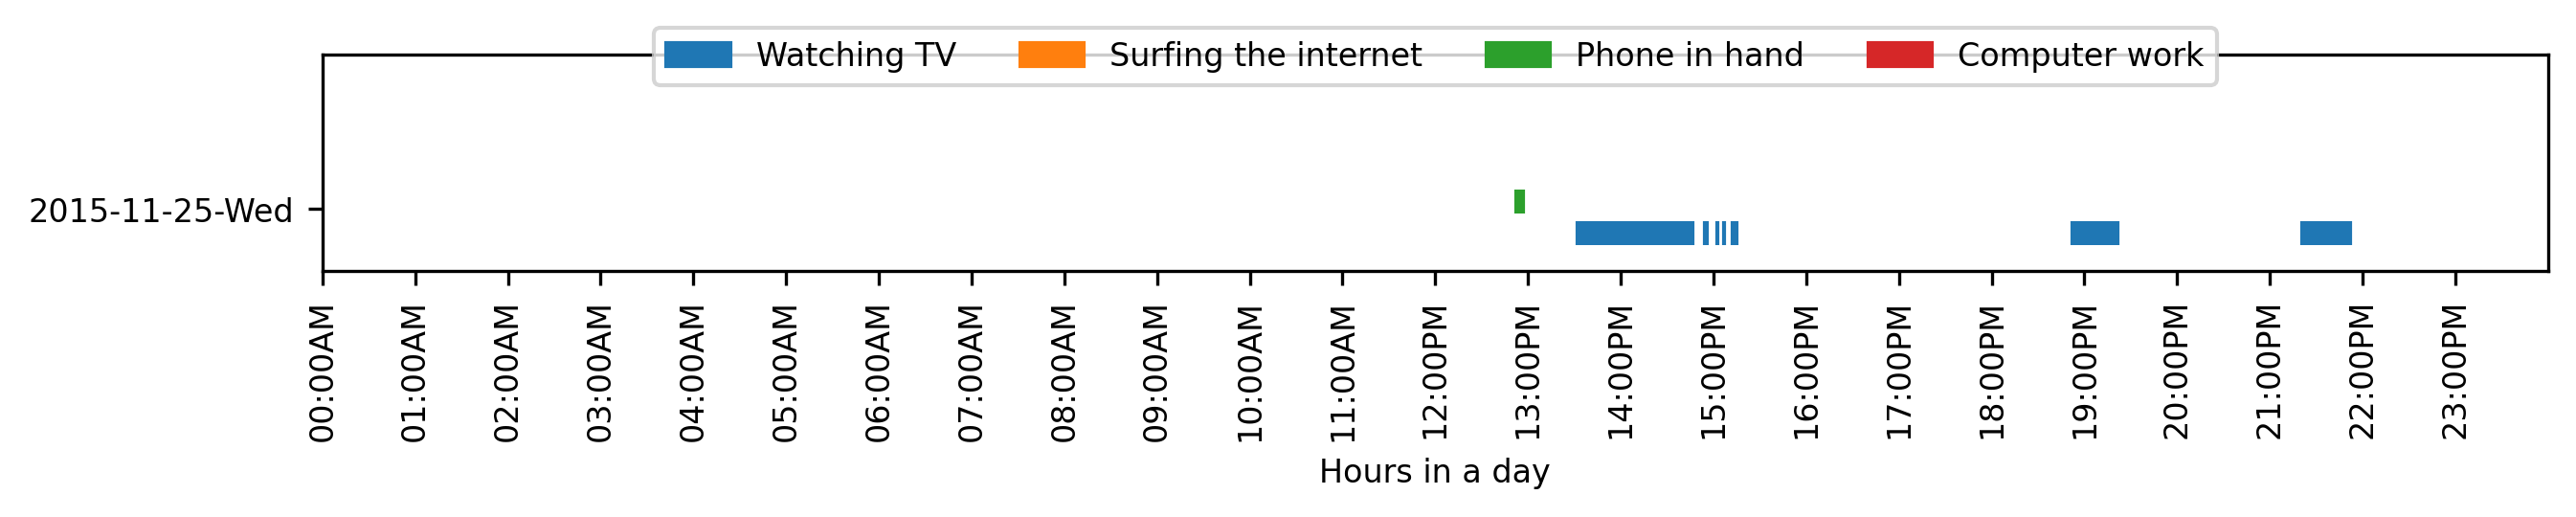 Watching TV Surfing the internet Phone in hand Computer work
2015-11-25-Wed
00:00AM
01:00AM
02:00AM
03:00AM
04:00AM
05:00AM
06:00AM
07:00AM
08:00AM
09:00AM
10:00AM
11:00AM
12:00PM
13:00PM
14:00PM
15:00PM
16:00PM
17:00PM
18:00PM
19:00PM
20:00PM
21:00PM
22:00PM
23:00PM
Hours in a day